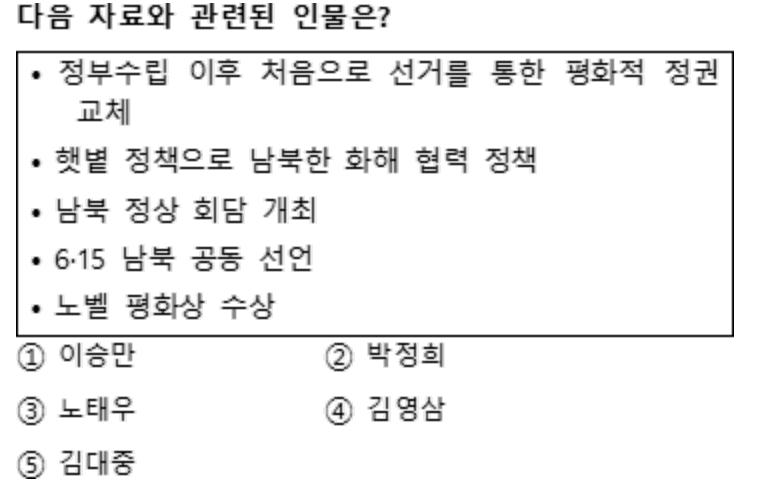 다음 자료와 관련된 인물은?
• 정부수립 이후 처음으로 선거를 통한 평화적 정권
교체
• 햇볕 정책으로 남북한 화해 협력 정책
• 남북 정상 회담 개최
• 6·15 남북 공동 선언
• 노벨 평화상 수상
① 이승만 ② 박정희
③ 노태우 ④ 김영삼
⑤ 김대중